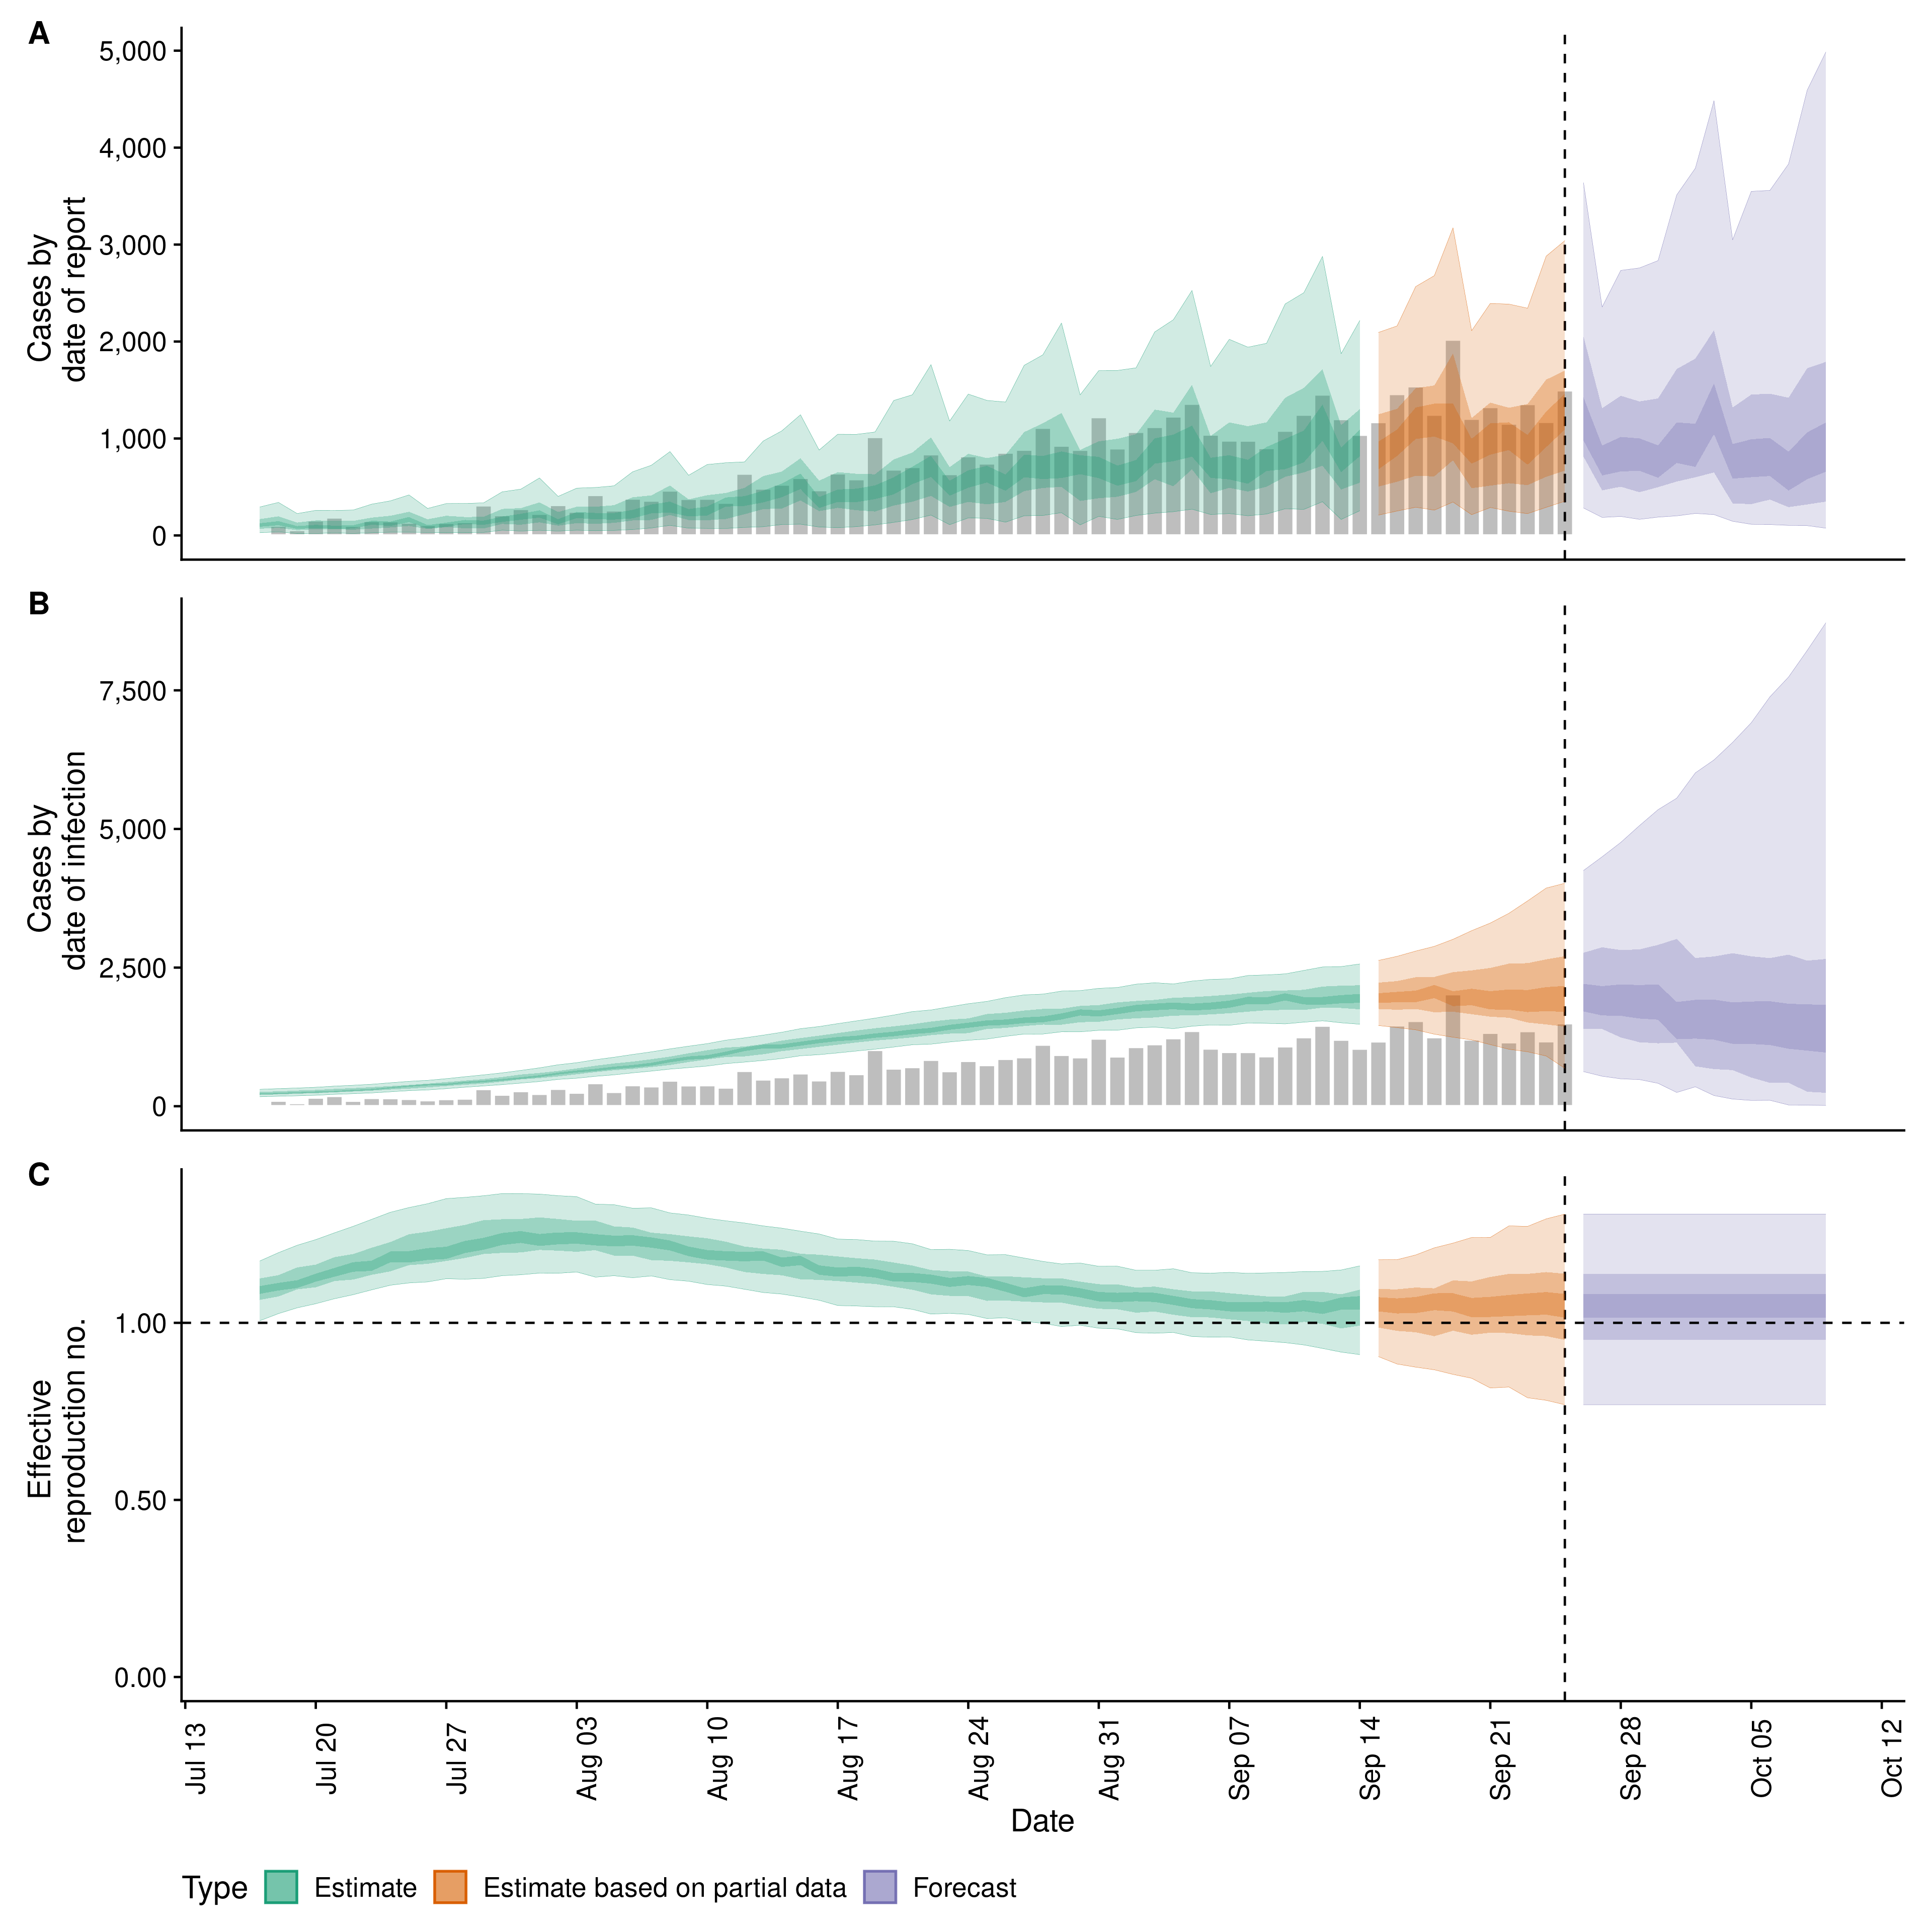 A
5,000
4,000
3,000
2,000
1,000
0
Cases by
date of report
B
7,500
5,000
2,500
0
Cases by
date of infection
C
1.00
0.50
0.00
Effective
reproduction no.
Jul 13
Jul 20
Jul 27
Aug 03
Aug 10
Aug 17
Aug 24
Aug 31
Sep 07
Sep 14
Sep 21
Sep 28
Oct 05
Oct 12
Date
Type Estimate Estimate based on partial data Forecast